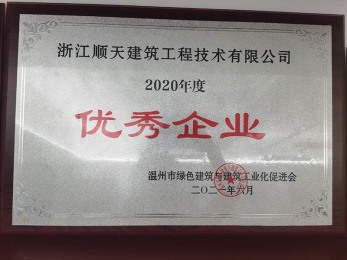 浙江顺天建筑工程技术有限公司
2020年度
优秀企业
温州市绿色建筑与建筑工业化促进会
二〇二一年六月